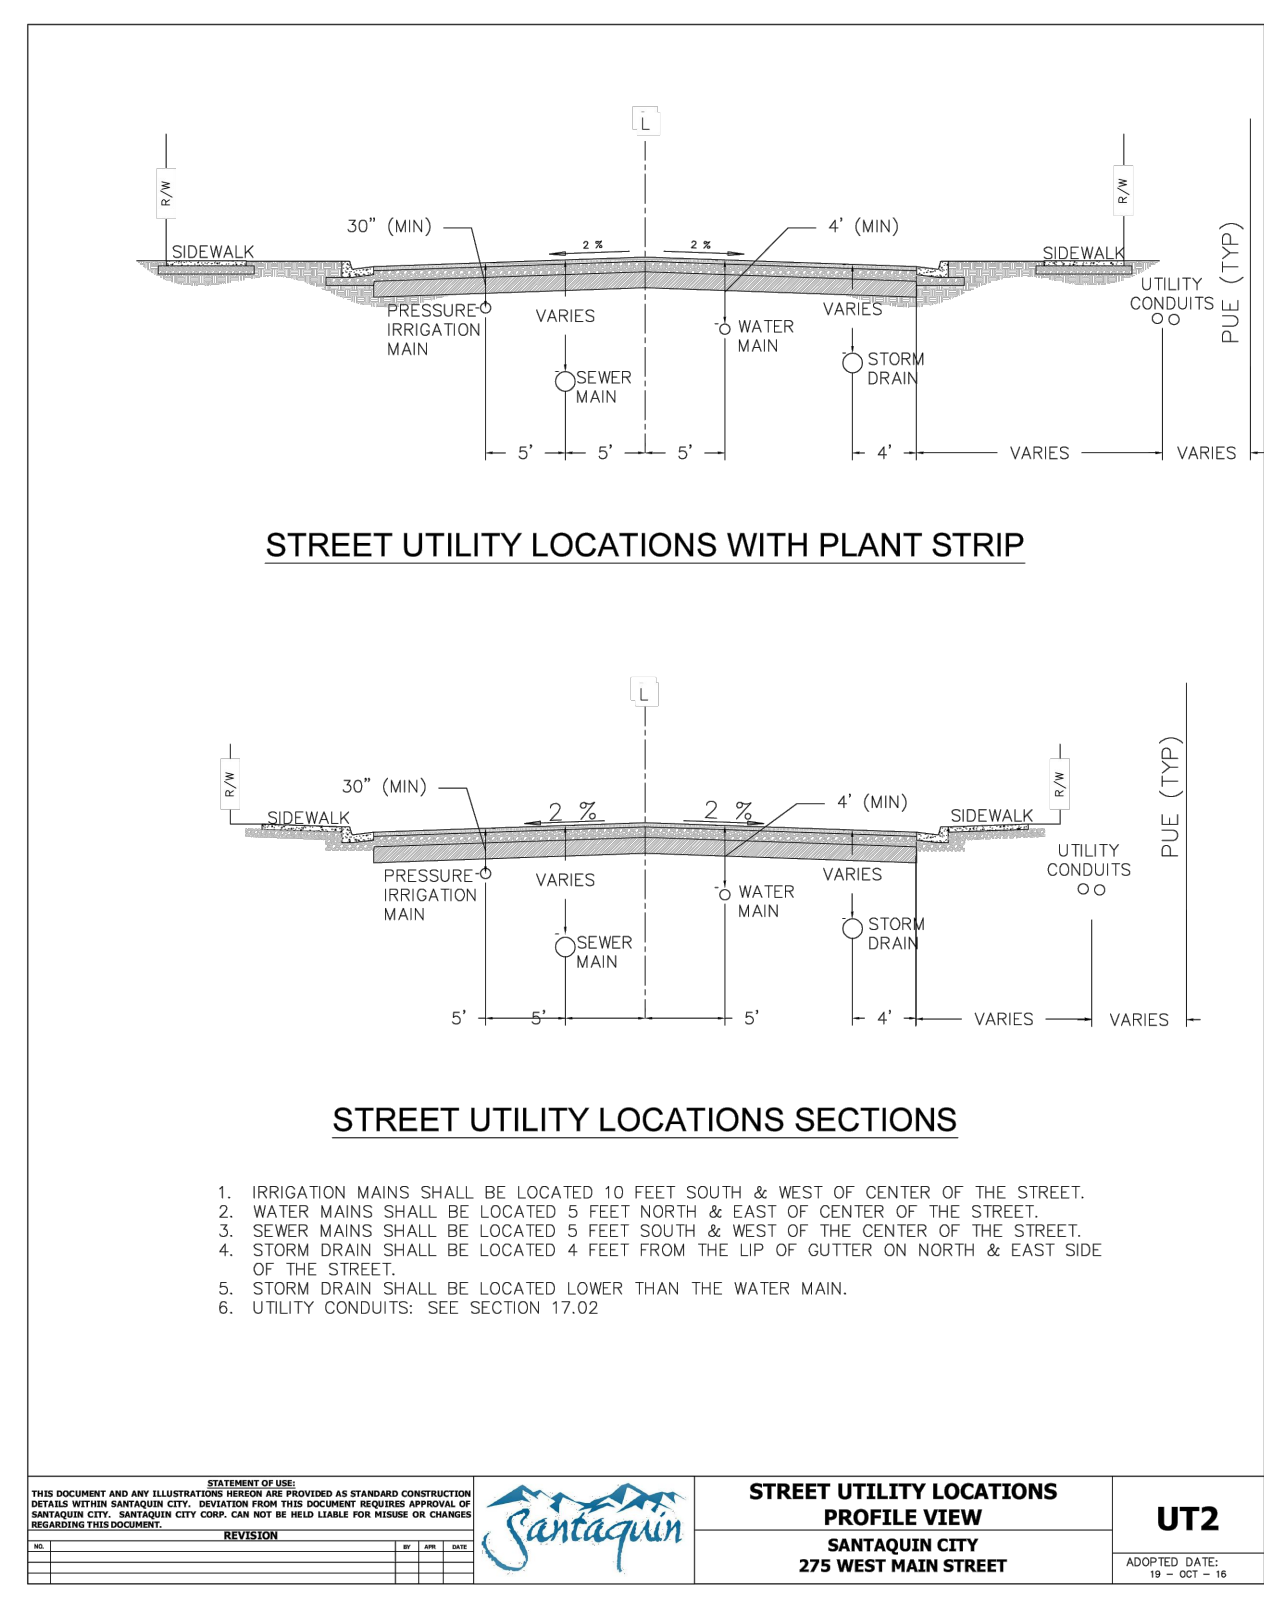 L
R/W
R/W
30" (MIN)
4' (MIN)
2 %
2 %
SIDEWALK
SIDEWALK
PUE (TYP)
UTILITY
CONDUITS
PRESSURE
IRRIGATION
MAIN
VARIES
WATER
MAIN
VARIES
STORM
DRAIN
SEWER
MAIN
5'
5'
5'
4'
VARIES
VARIES
STREET UTILITY LOCATIONS WITH PLANT STRIP
L
R/W
R/W
PUE (TYP)
30" (MIN)
4' (MIN)
2 %
2 %
SIDEWALK
SIDEWALK
UTILITY
CONDUITS
PRESSURE
IRRIGATION
MAIN
VARIES
WATER
MAIN
VARIES
STORM
DRAIN
SEWER
MAIN
5'
5'
5'
4'
VARIES
VARIES
STREET UTILITY LOCATIONS SECTIONS
1. IRRIGATION MAINS SHALL BE LOCATED 10 FEET SOUTH & WEST OF CENTER OF THE STREET.
2. WATER MAINS SHALL BE LOCATED 5 FEET NORTH & EAST OF CENTER OF THE STREET.
3. SEWER MAINS SHALL BE LOCATED 5 FEET SOUTH & WEST OF THE CENTER OF THE STREET.
4. STORM DRAIN SHALL BE LOCATED 4 FEET FROM THE LIP OF GUTTER ON NORTH & EAST SIDE
OF THE STREET.
5. STORM DRAIN SHALL BE LOCATED LOWER THAN THE WATER MAIN.
6. UTILITY CONDUITS: SEE SECTION 17.02
STATEMENT OF USE:
THIS DOCUMENT AND ANY ILLUSTRATIONS HEREON ARE PROVIDED AS STANDARD CONSTRUCTION
DETAILS WITHIN SANTAQUIN CITY. DEVIATION FROM THIS DOCUMENT REQUIRES APPROVAL OF
SANTAQUIN CITY. SANTAQUIN CITY CORP. CAN NOT BE HELD LIABLE FOR MISUSE OR CHANGES
REGARDING THIS DOCUMENT.
REVISION
NO. BY APR DATE
Santaquin
STREET UTILITY LOCATIONS
PROFILE VIEW
SANTAQUIN CITY
275 WEST MAIN STREET
UT2
ADOPTED DATE:
19 - OCT - 16